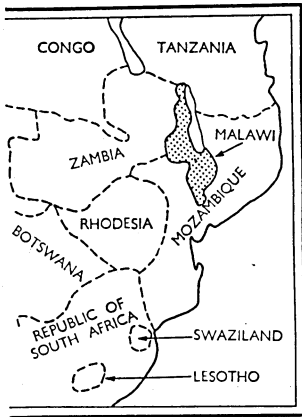 CONGO
TANZANIA
MALAWI
ZAMBIA
MOZAMBIQUE
RHODESIA
BOTSWANA
REPUBLIC OF
SOUTH AFRICA
SWAZILAND
LESOTHO